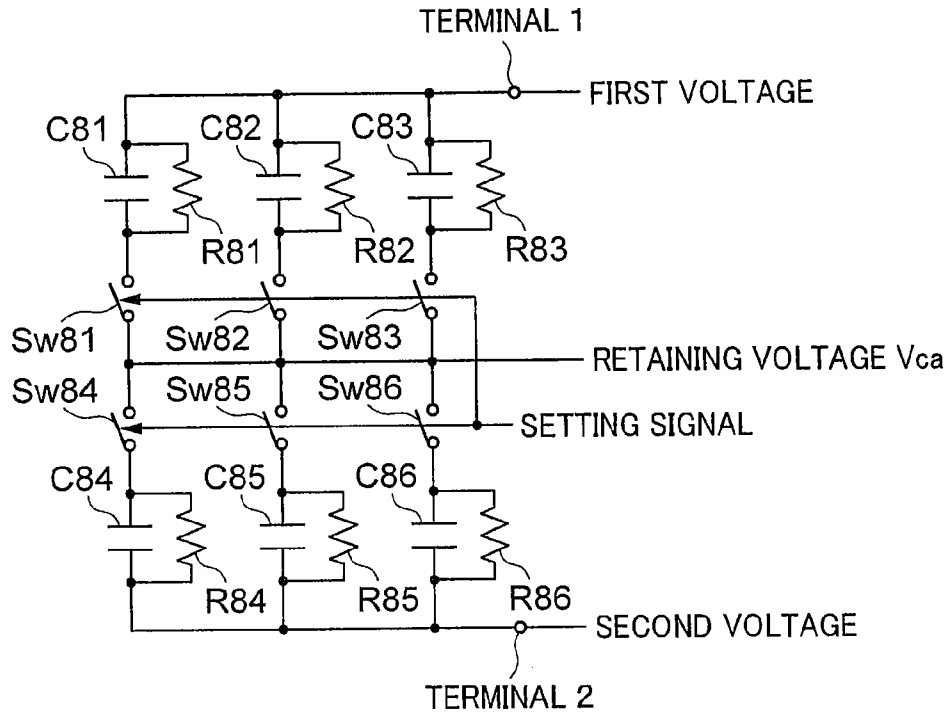 TERMINAL 1
FIRST VOLTAGE
C81
C82
C83
R81
R82
R83
Sw81
Sw82
Sw83
RETAINING VOLTAGE Vca
Sw84
Sw85
Sw86
SETTING SIGNAL
C84
C85
C86
R84
R85
R86
SECOND VOLTAGE
TERMINAL 2